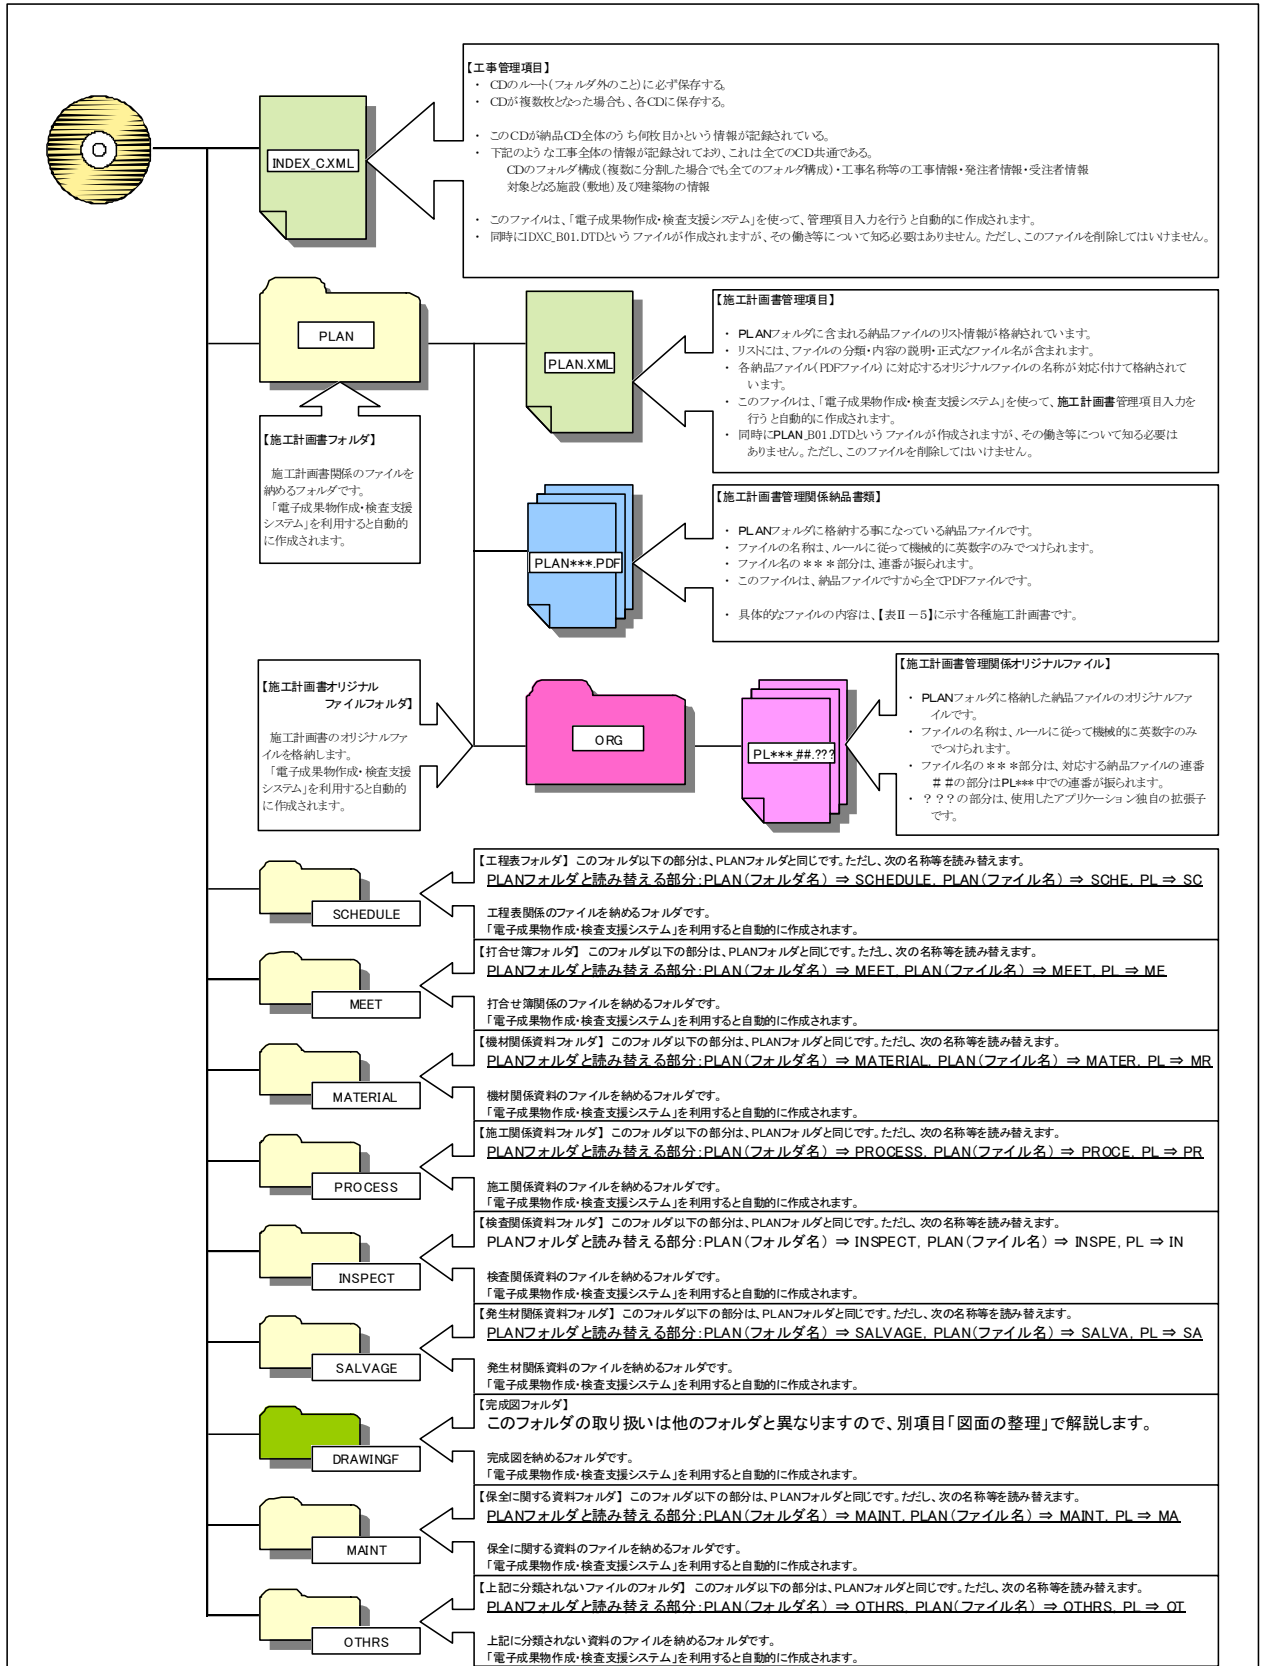 【工事管理項目】
・ CDのルート(フォルダ外のこと)に必ず保存する。
・ CDが複数枚となった場合も、各CDに保存する。
・ このCDが納品CD全体のうち何枚目かという情報が記録されている。
・ 下記のような工事全体の情報が記録されており、これは全てのCD共通である。
CDのフォルダ構成(複数に分割した場合でも全てのフォルダ構成)・工事名称等の工事情報・発注者情報・受注者情報
対象となる施設(敷地)及び建築物の情報
・ このファイルは、「電子成果物作成・検査支援システム」を使って、管理項目入力を行うと自動的に作成されます。
・ 同時にIDXC_B01.DTDというファイルが作成されますが、その働き等について知る必要はありません。ただし、このファイルを削除してはいけません。
INDEX_C.XML
PLAN
【施工計画書フォルダ】
施工計画書関係のファイルを
納めるフォルダです。
「電子成果物作成・検査支援
システム」を利用すると自動的
に作成されます。
PLAN.XML
【施工計画書管理項目】
・ PLANフォルダに含まれる納品ファイルのリスト情報が格納されています。
・ リストには、ファイルの分類・内容の説明・正式なファイル名が含まれます。
・ 各納品ファイル(PDFファイル)に対応するオリジナルファイルの名称が対応付けて格納されて
います。
・ このファイルは、「電子成果物作成・検査支援システム」を使って、施工計画書管理項目入力を
行うと自動的に作成されます。
・ 同時にPLAN_B01.DTDというファイルが作成されますが、その働き等について知る必要は
ありません。ただし、このファイルを削除してはいけません。
PLAN***.PDF
【施工計画書管理関係納品書類】
・ PLANフォルダに格納する事になっている納品ファイルです。
・ ファイルの名称は、ルールに従って機械的に英数字のみでつけられます。
・ ファイル名の＊＊＊部分は、連番が振られます。
・ このファイルは、納品ファイルですから全てPDFファイルです。
・ 具体的なファイルの内容は、【表Ⅱ－5】に示す各種施工計画書です。
【施工計画書オリジナル
ファイルフォルダ】
施工計画書のオリジナルファ
イルを格納します。
「電子成果物作成・検査支援
システム」を利用すると自動的
に作成されます。
ORG
PL***_##.???
【施工計画書管理関係オリジナルファイル】
・ PLANフォルダに格納した納品ファイルのオリジナルファ
イルです。
・ ファイルの名称は、ルールに従って機械的に英数字のみ
でつけられます。
・ ファイル名の＊＊＊部分は、対応する納品ファイルの連番
＃＃の部分はPL***中での連番が振られます。
・ ？？？の部分は、使用したアプリケーション独自の拡張子
です。
SCHEDULE
【工程表フォルダ】 このフォルダ以下の部分は、PLANフォルダと同じです。ただし、次の名称等を読み替えます。
PLANフォルダと読み替える部分:PLAN(フォルダ名) ⇒ SCHEDULE, PLAN(ファイル名) ⇒ SCHE, PL ⇒ SC
工程表関係のファイルを納めるフォルダです。
「電子成果物作成・検査支援システム」を利用すると自動的に作成されます。
MEET
【打合せ簿フォルダ】 このフォルダ以下の部分は、PLANフォルダと同じです。ただし、次の名称等を読み替えます。
PLANフォルダと読み替える部分:PLAN(フォルダ名) ⇒ MEET, PLAN(ファイル名) ⇒ MEET, PL ⇒ ME
打合せ簿関係のファイルを納めるフォルダです。
「電子成果物作成・検査支援システム」を利用すると自動的に作成されます。
MATERIAL
【機材関係資料フォルダ】 このフォルダ以下の部分は、PLANフォルダと同じです。ただし、次の名称等を読み替えます。
PLANフォルダと読み替える部分:PLAN(フォルダ名) ⇒ MATERIAL, PLAN(ファイル名) ⇒ MATER, PL ⇒ MR
機材関係資料のファイルを納めるフォルダです。
「電子成果物作成・検査支援システム」を利用すると自動的に作成されます。
PROCESS
【施工関係資料フォルダ】 このフォルダ以下の部分は、PLANフォルダと同じです。ただし、次の名称等を読み替えます。
PLANフォルダと読み替える部分:PLAN(フォルダ名) ⇒ PROCESS, PLAN(ファイル名) ⇒ PROCE, PL ⇒ PR
施工関係資料のファイルを納めるフォルダです。
「電子成果物作成・検査支援システム」を利用すると自動的に作成されます。
INSPECT
【検査関係資料フォルダ】 このフォルダ以下の部分は、PLANフォルダと同じです。ただし、次の名称等を読み替えます。
PLANフォルダと読み替える部分:PLAN(フォルダ名) ⇒ INSPECT, PLAN(ファイル名) ⇒ INSPE, PL ⇒ IN
検査関係資料のファイルを納めるフォルダです。
「電子成果物作成・検査支援システム」を利用すると自動的に作成されます。
SALVAGE
【発生材関係資料フォルダ】 このフォルダ以下の部分は、PLANフォルダと同じです。ただし、次の名称等を読み替えます。
PLANフォルダと読み替える部分:PLAN(フォルダ名) ⇒ SALVAGE, PLAN(ファイル名) ⇒ SALVA, PL ⇒ SA
発生材関係資料のファイルを納めるフォルダです。
「電子成果物作成・検査支援システム」を利用すると自動的に作成されます。
DRAWINGF
【完成図フォルダ】
このフォルダの取り扱いは他のフォルダと異なりますので、別項目「図面の整理」で解説します。
完成図を納めるフォルダです。
「電子成果物作成・検査支援システム」を利用すると自動的に作成されます。
MAINT
【保全に関する資料フォルダ】 このフォルダ以下の部分は、PLANフォルダと同じです。ただし、次の名称等を読み替えます。
PLANフォルダと読み替える部分:PLAN(フォルダ名) ⇒ MAINT, PLAN(ファイル名) ⇒ MAINT, PL ⇒ MA
保全に関する資料のファイルを納めるフォルダです。
「電子成果物作成・検査支援システム」を利用すると自動的に作成されます。
OTHRS
【上記に分類されないファイルのフォルダ】 このフォルダ以下の部分は、PLANフォルダと同じです。ただし、次の名称等を読み替えます。
PLANフォルダと読み替える部分:PLAN(フォルダ名) ⇒ OTHRS, PLAN(ファイル名) ⇒ OTHRS, PL ⇒ OT
上記に分類されない資料のファイルを納めるフォルダです。
「電子成果物作成・検査支援システム」を利用すると自動的に作成されます。